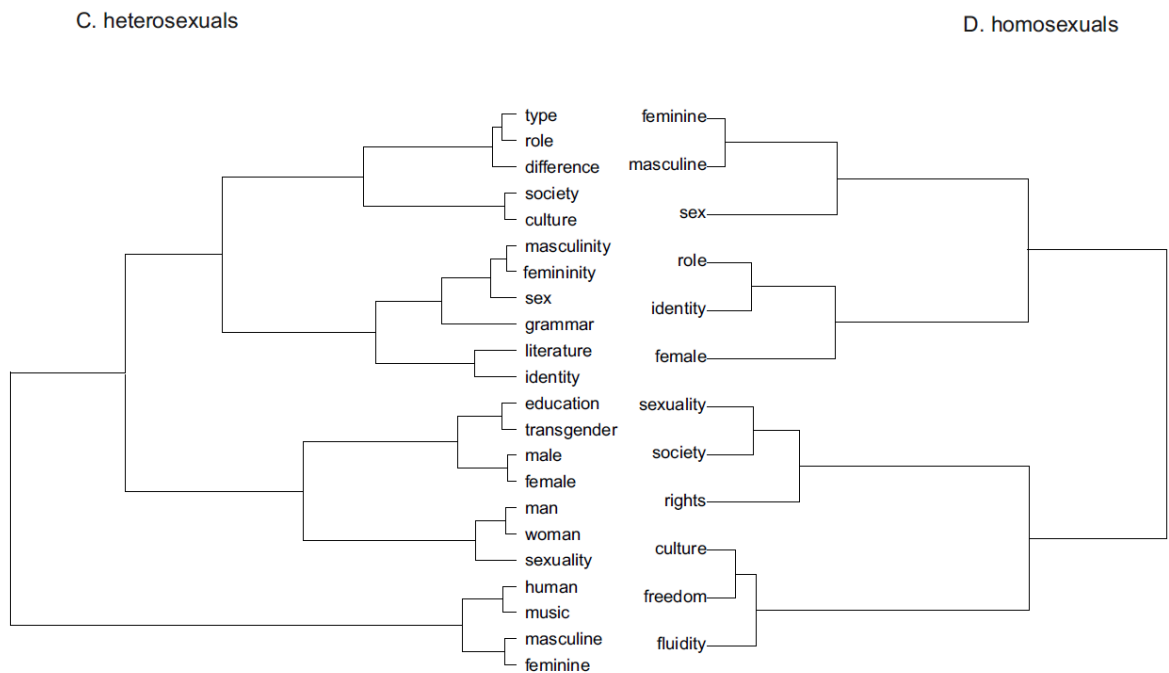 C. heterosexuals
type
role
difference
society
culture
masculinity
femininity
sex
grammar
literature
identity
education
transgender
male
female
man
woman
sexuality
human
music
masculine
feminine
D. homosexuals
feminine
masculine
sex
role
identity
female
sexuality
society
rights
culture
freedom
fluidity